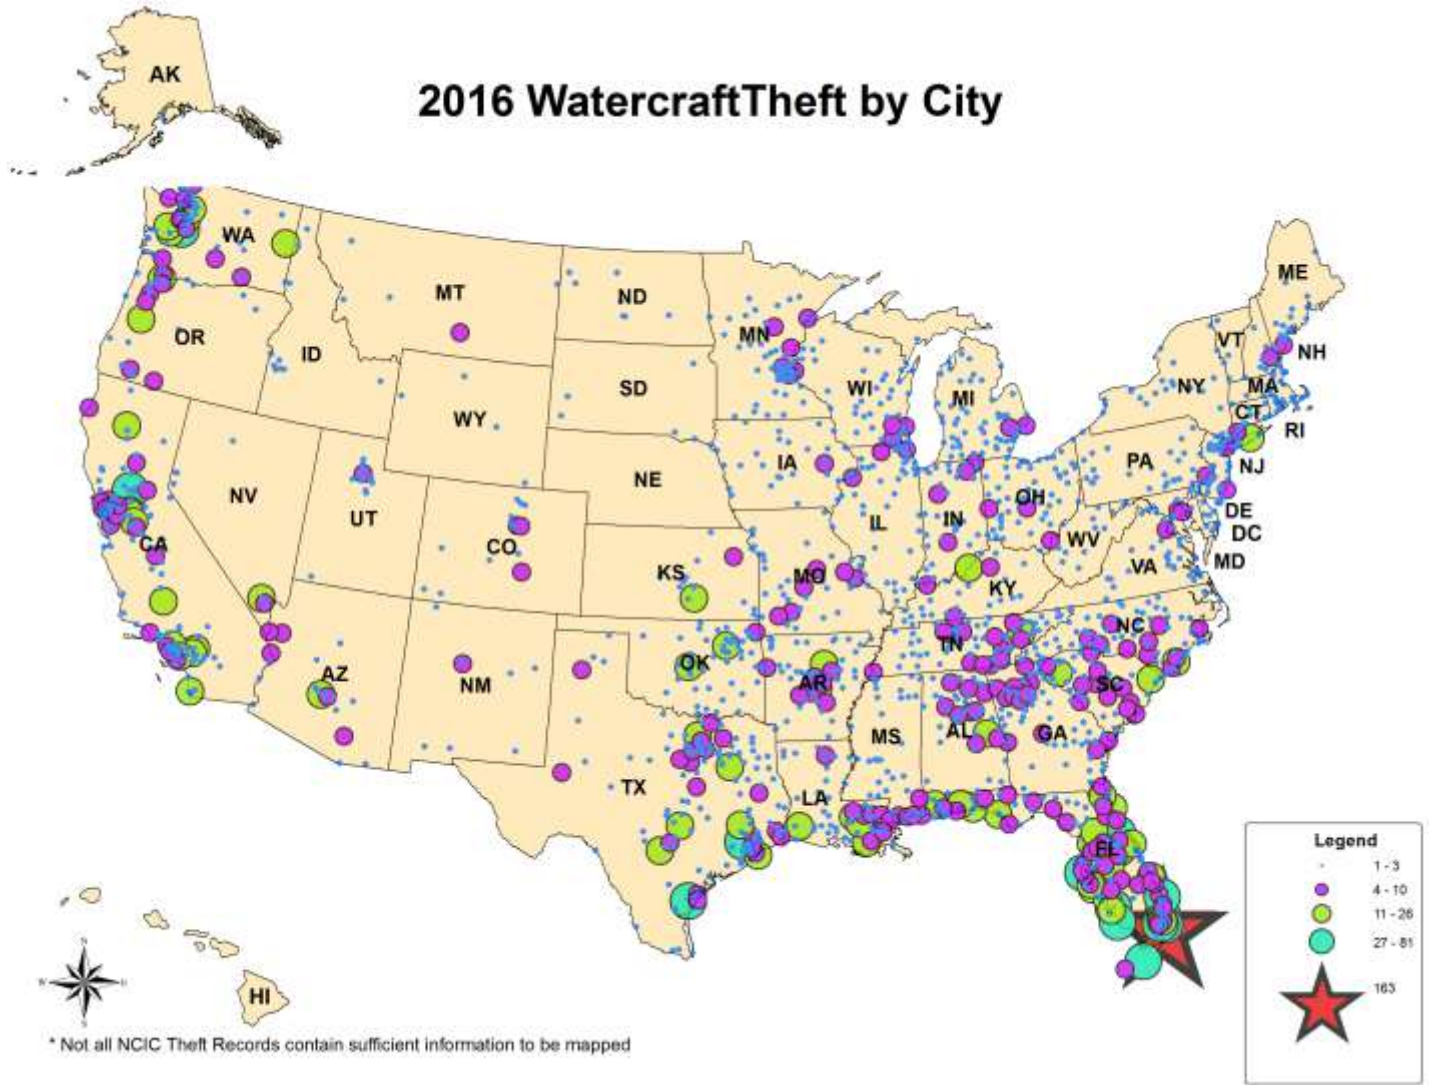 AK
2016 WatercraftTheft by City
WA
ME
MT
ND
MN
VT
NH
OR
ID
SD
WI
MI
NY
MA
WY
CT
RI
IA
PA
NJ
NV
NE
UT
IL
IN
OH
DE
CO
DC
CA
WV
MD
KS
MO
VA
KY
NC
TN
OK
AZ
NM
AR
SC
MS
AL
GA
TX
LA
FL
Legend
1 - 3
4 - 10
11 - 26
27 - 81
163
N
W
S
HI
* Not all NCIC Theft Records contain sufficient information to be mapped